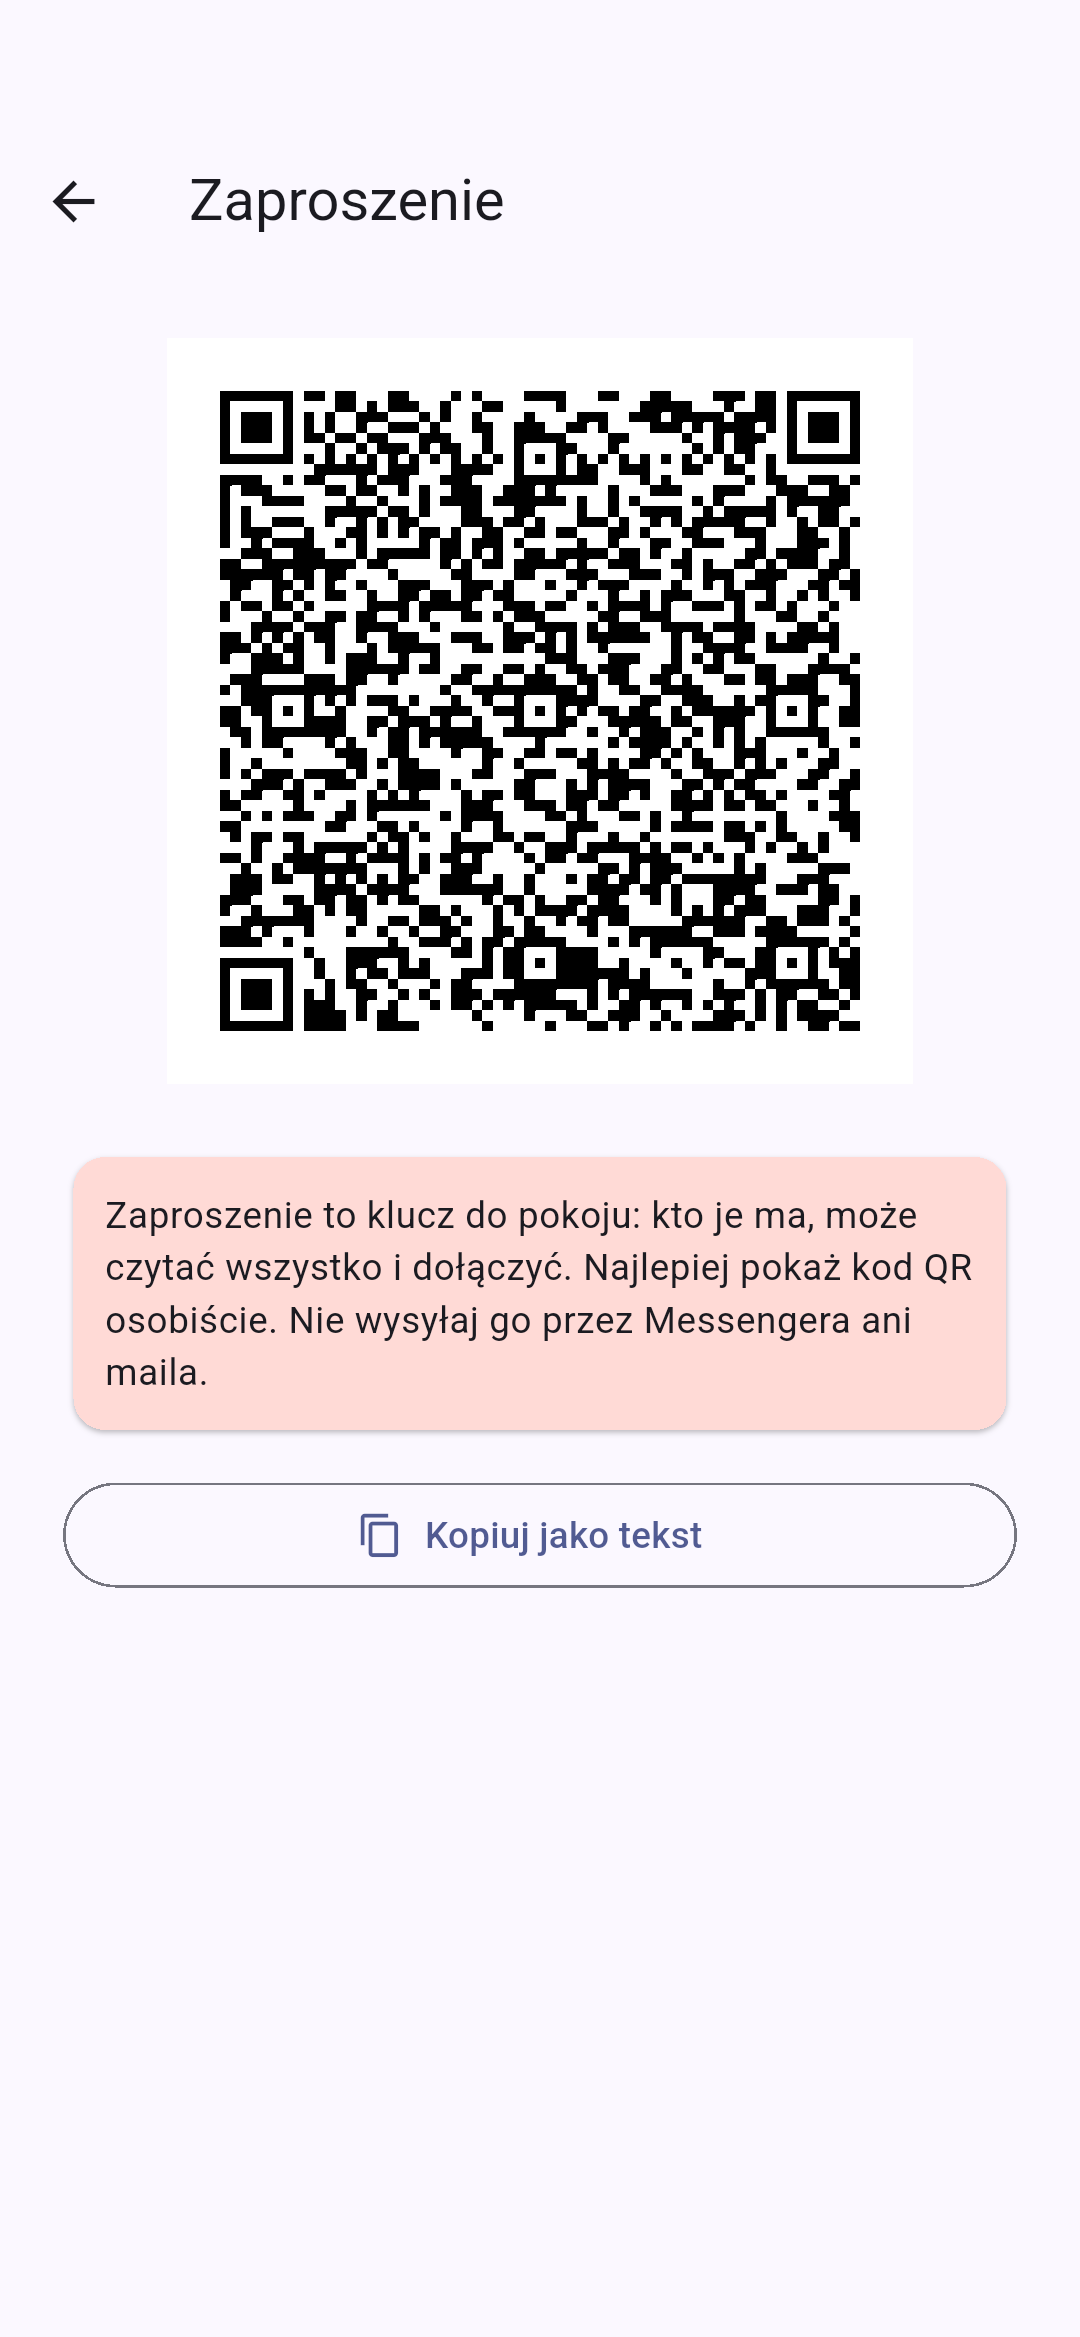 Zaproszenie
Zaproszenie to klucz do pokoju: kto je ma, może
czytać wszystko i dołączyć. Najlepiej pokaż kod QR
osobiście. Nie wysyłaj go przez Messengera ani
maila.
Kopiuj jako tekst